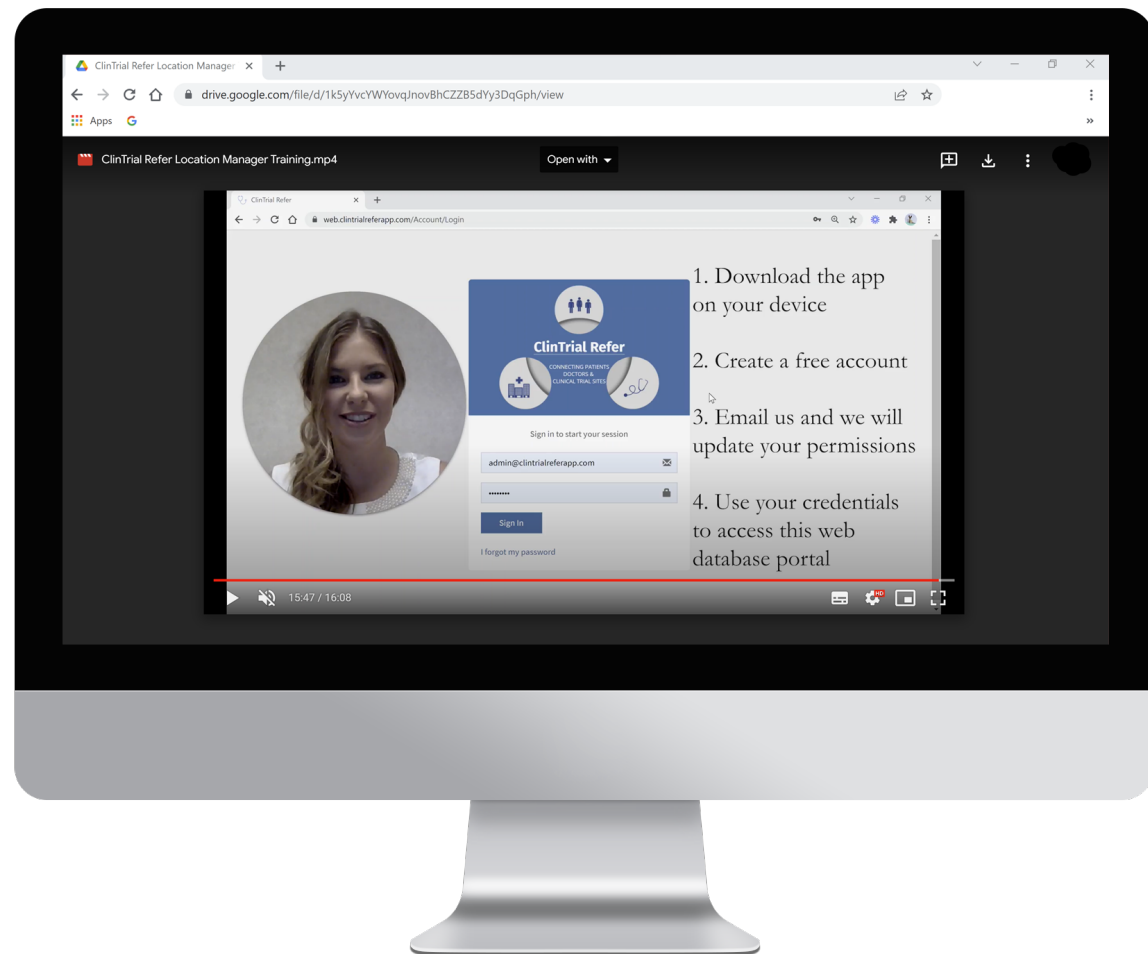 ClinTrial Refer Location Manager
drive.google.com/file/d/1k5yYvcYWYovqJnovBhCZZB5dYy3DqGph/view
Apps
ClinTrial Refer Location Manager Training.mp4
Open with
ClinTrial Refer
web.clintrialreferapp.com/Account/Login
ClinTrial Refer
CONNECTING PATIENTS
DOCTORS &
CLINICAL TRIAL SITES
Sign in to start your session
admin@clintrialreferapp.com
••••••••
Sign In
I forgot my password
1. Download the app
on your device
2. Create a free account
3. Email us and we will
update your permissions
4. Use your credentials
to access this web
database portal
15:47 / 16:08
HD